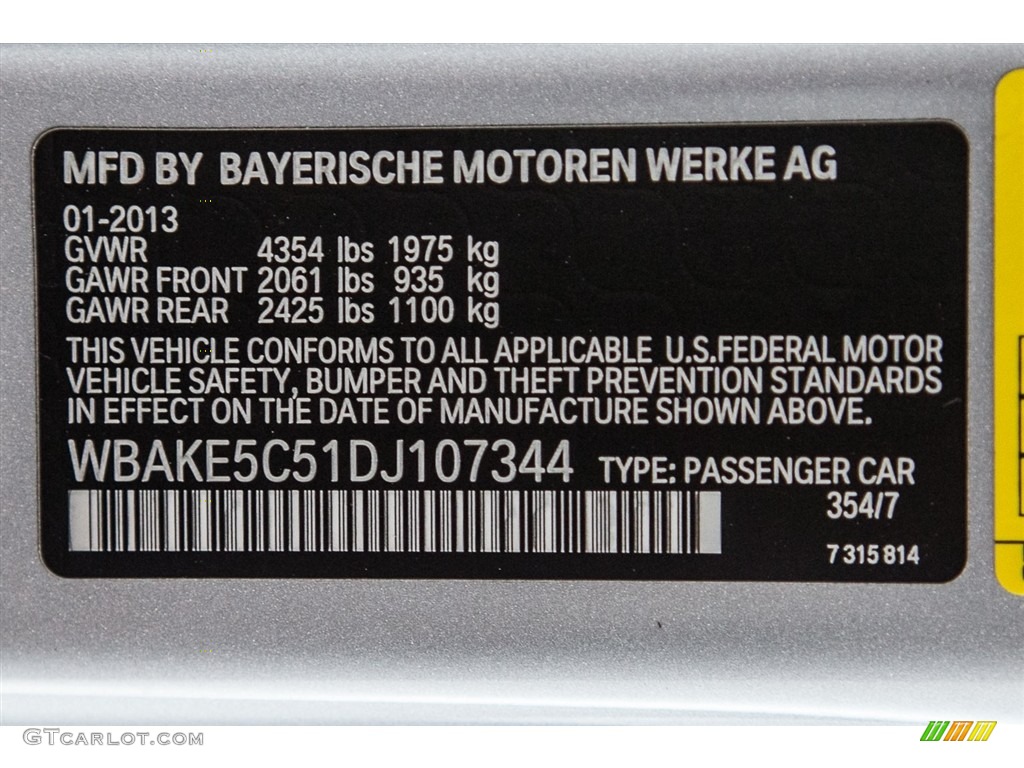 MFD BY BAYERISCHE MOTOREN WERKE AG
01-2013
GVWR 4354 lbs 1975 kg
GAWR FRONT 2061 lbs 935 kg
GAWR REAR 2425 lbs 1100 kg
THIS VEHICLE CONFORMS TO ALL APPLICABLE U.S.FEDERAL MOTOR
VEHICLE SAFETY, BUMPER AND THEFT PREVENTION STANDARDS
IN EFFECT ON THE DATE OF MANUFACTURE SHOWN ABOVE.
WBAKE5C51DJ107344 TYPE: PASSENGER CAR
354/7
7 315 814
GTCARLOT.COM